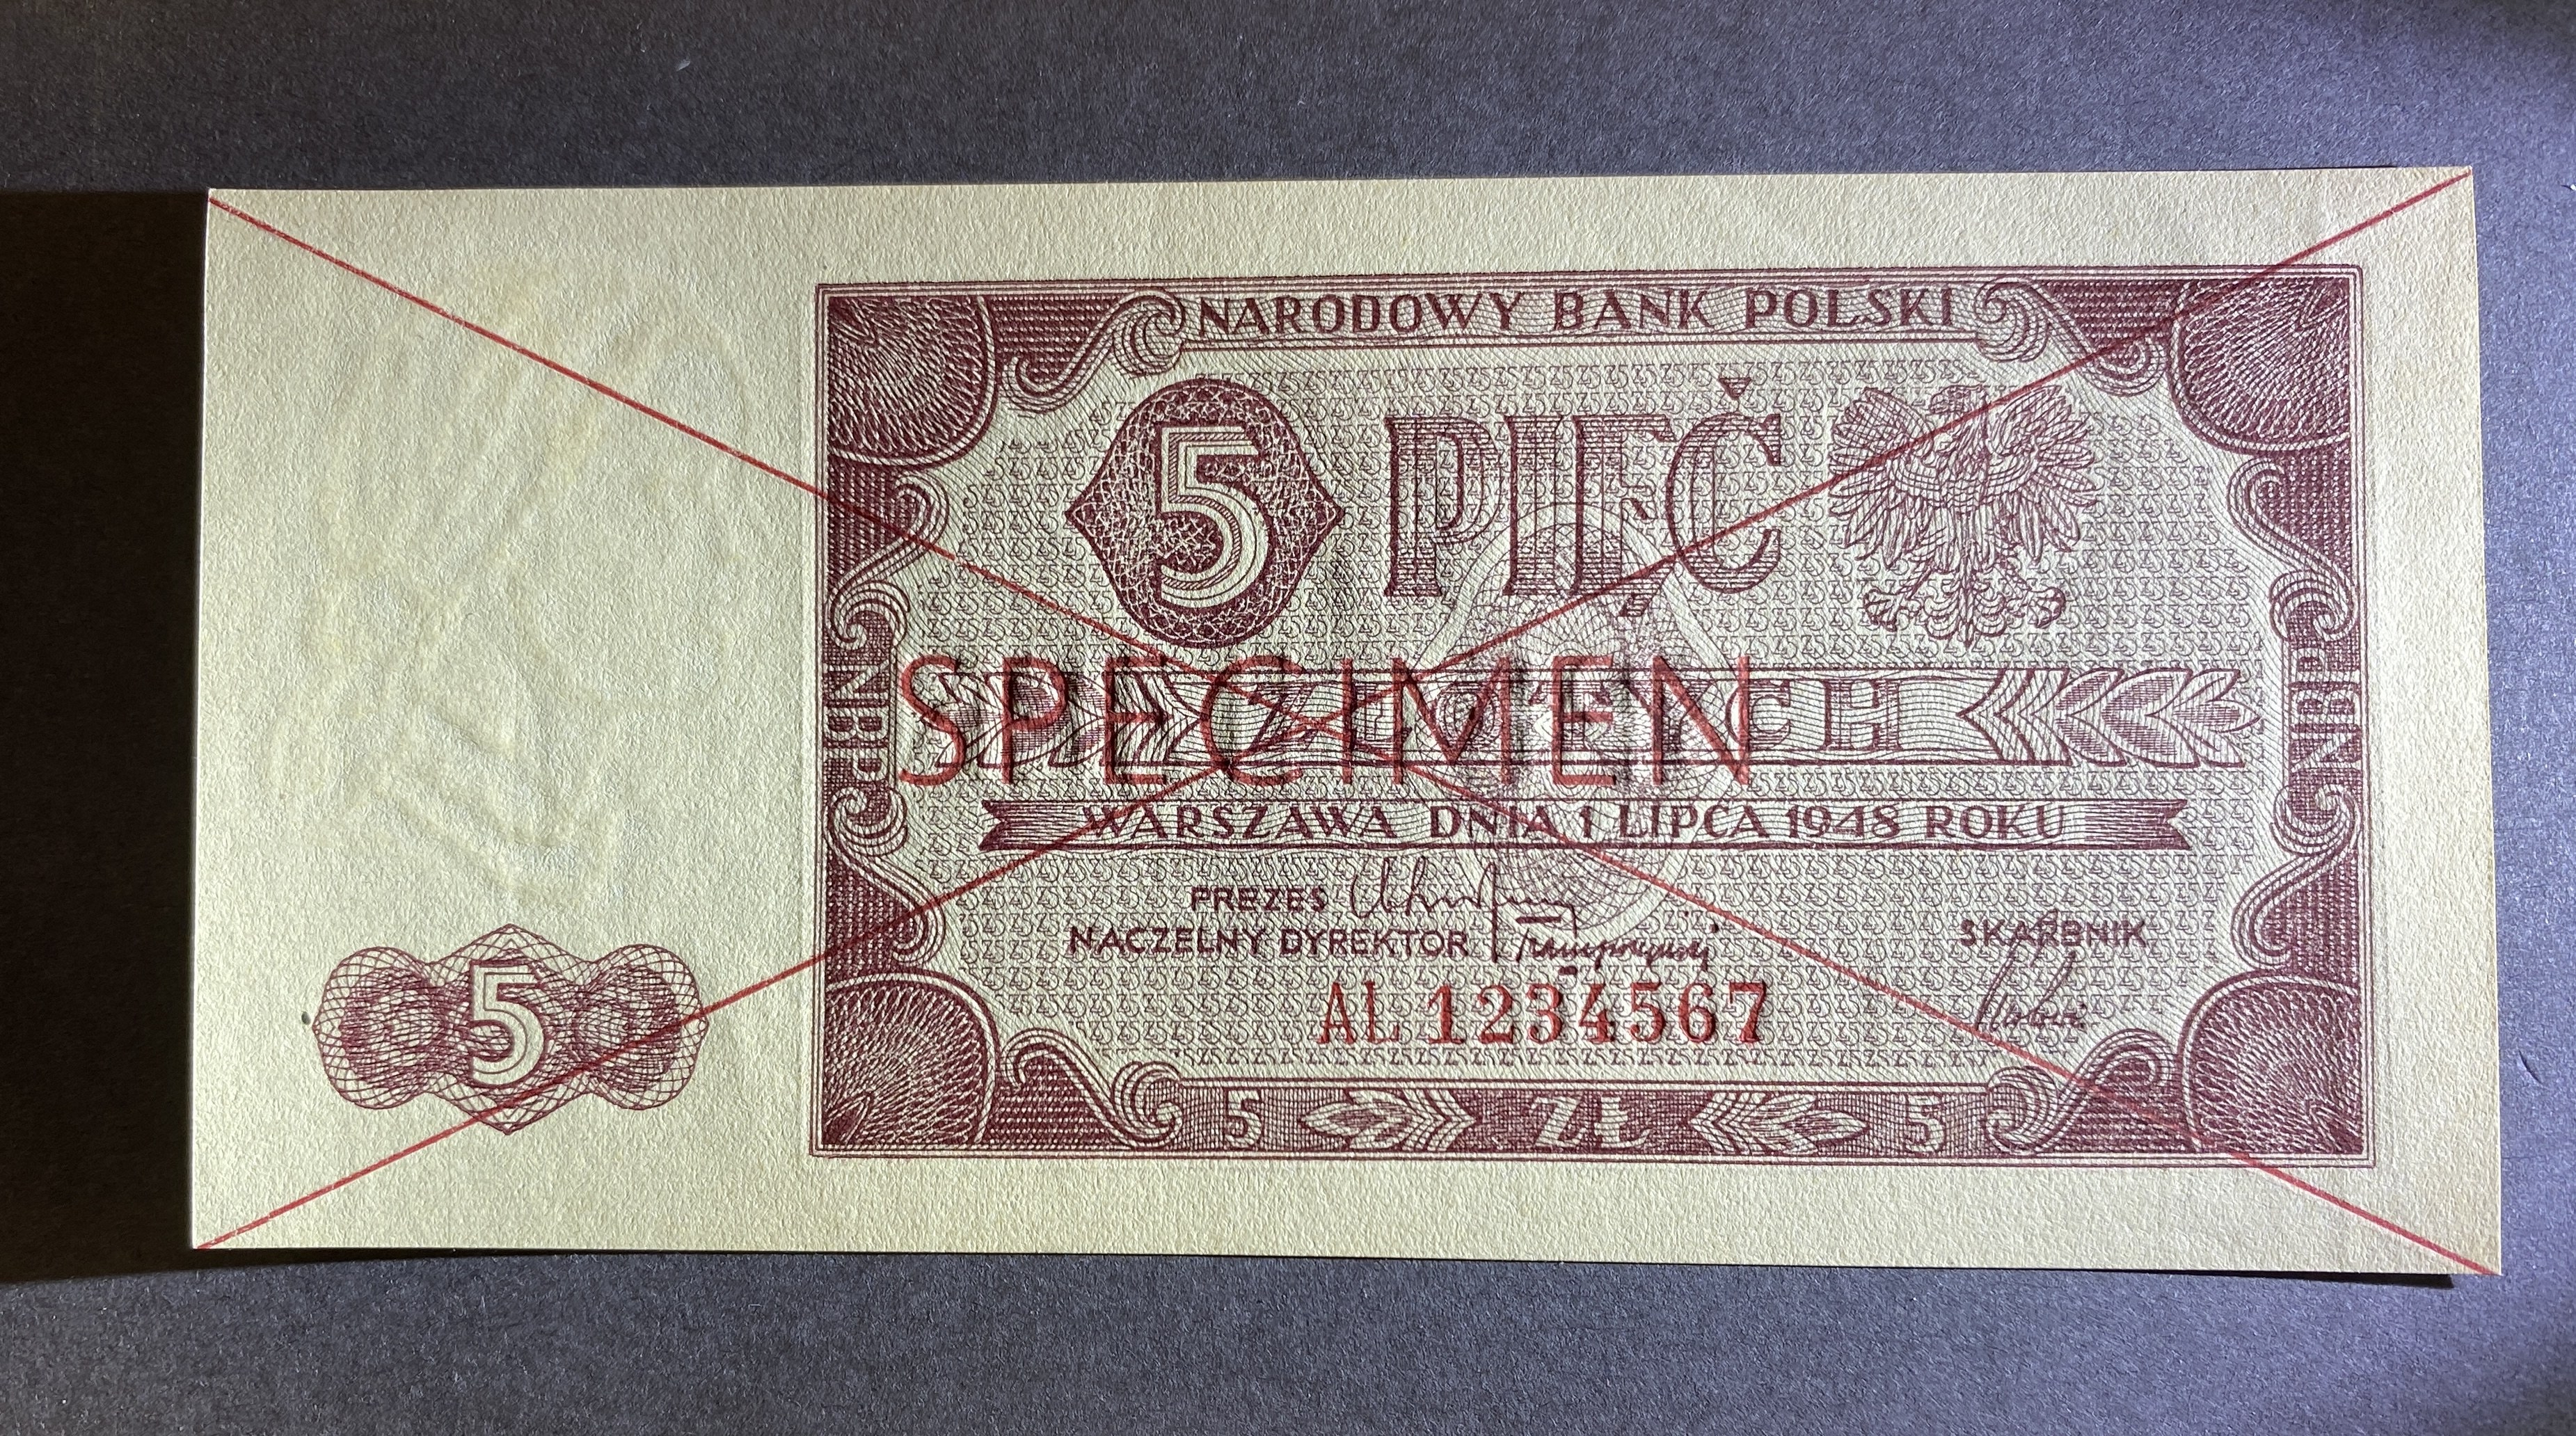 NARODOWY BANK POLSKI
5 PIĘĆ
ZŁOTYCH
SPECIMEN
NBP
NBP
WARSZAWA DNIA 1 LIPCA 1948 ROKU
PREZES
NACZELNY DYREKTOR
SKARBNIK
AL 1234567
5 ZŁ 5
5